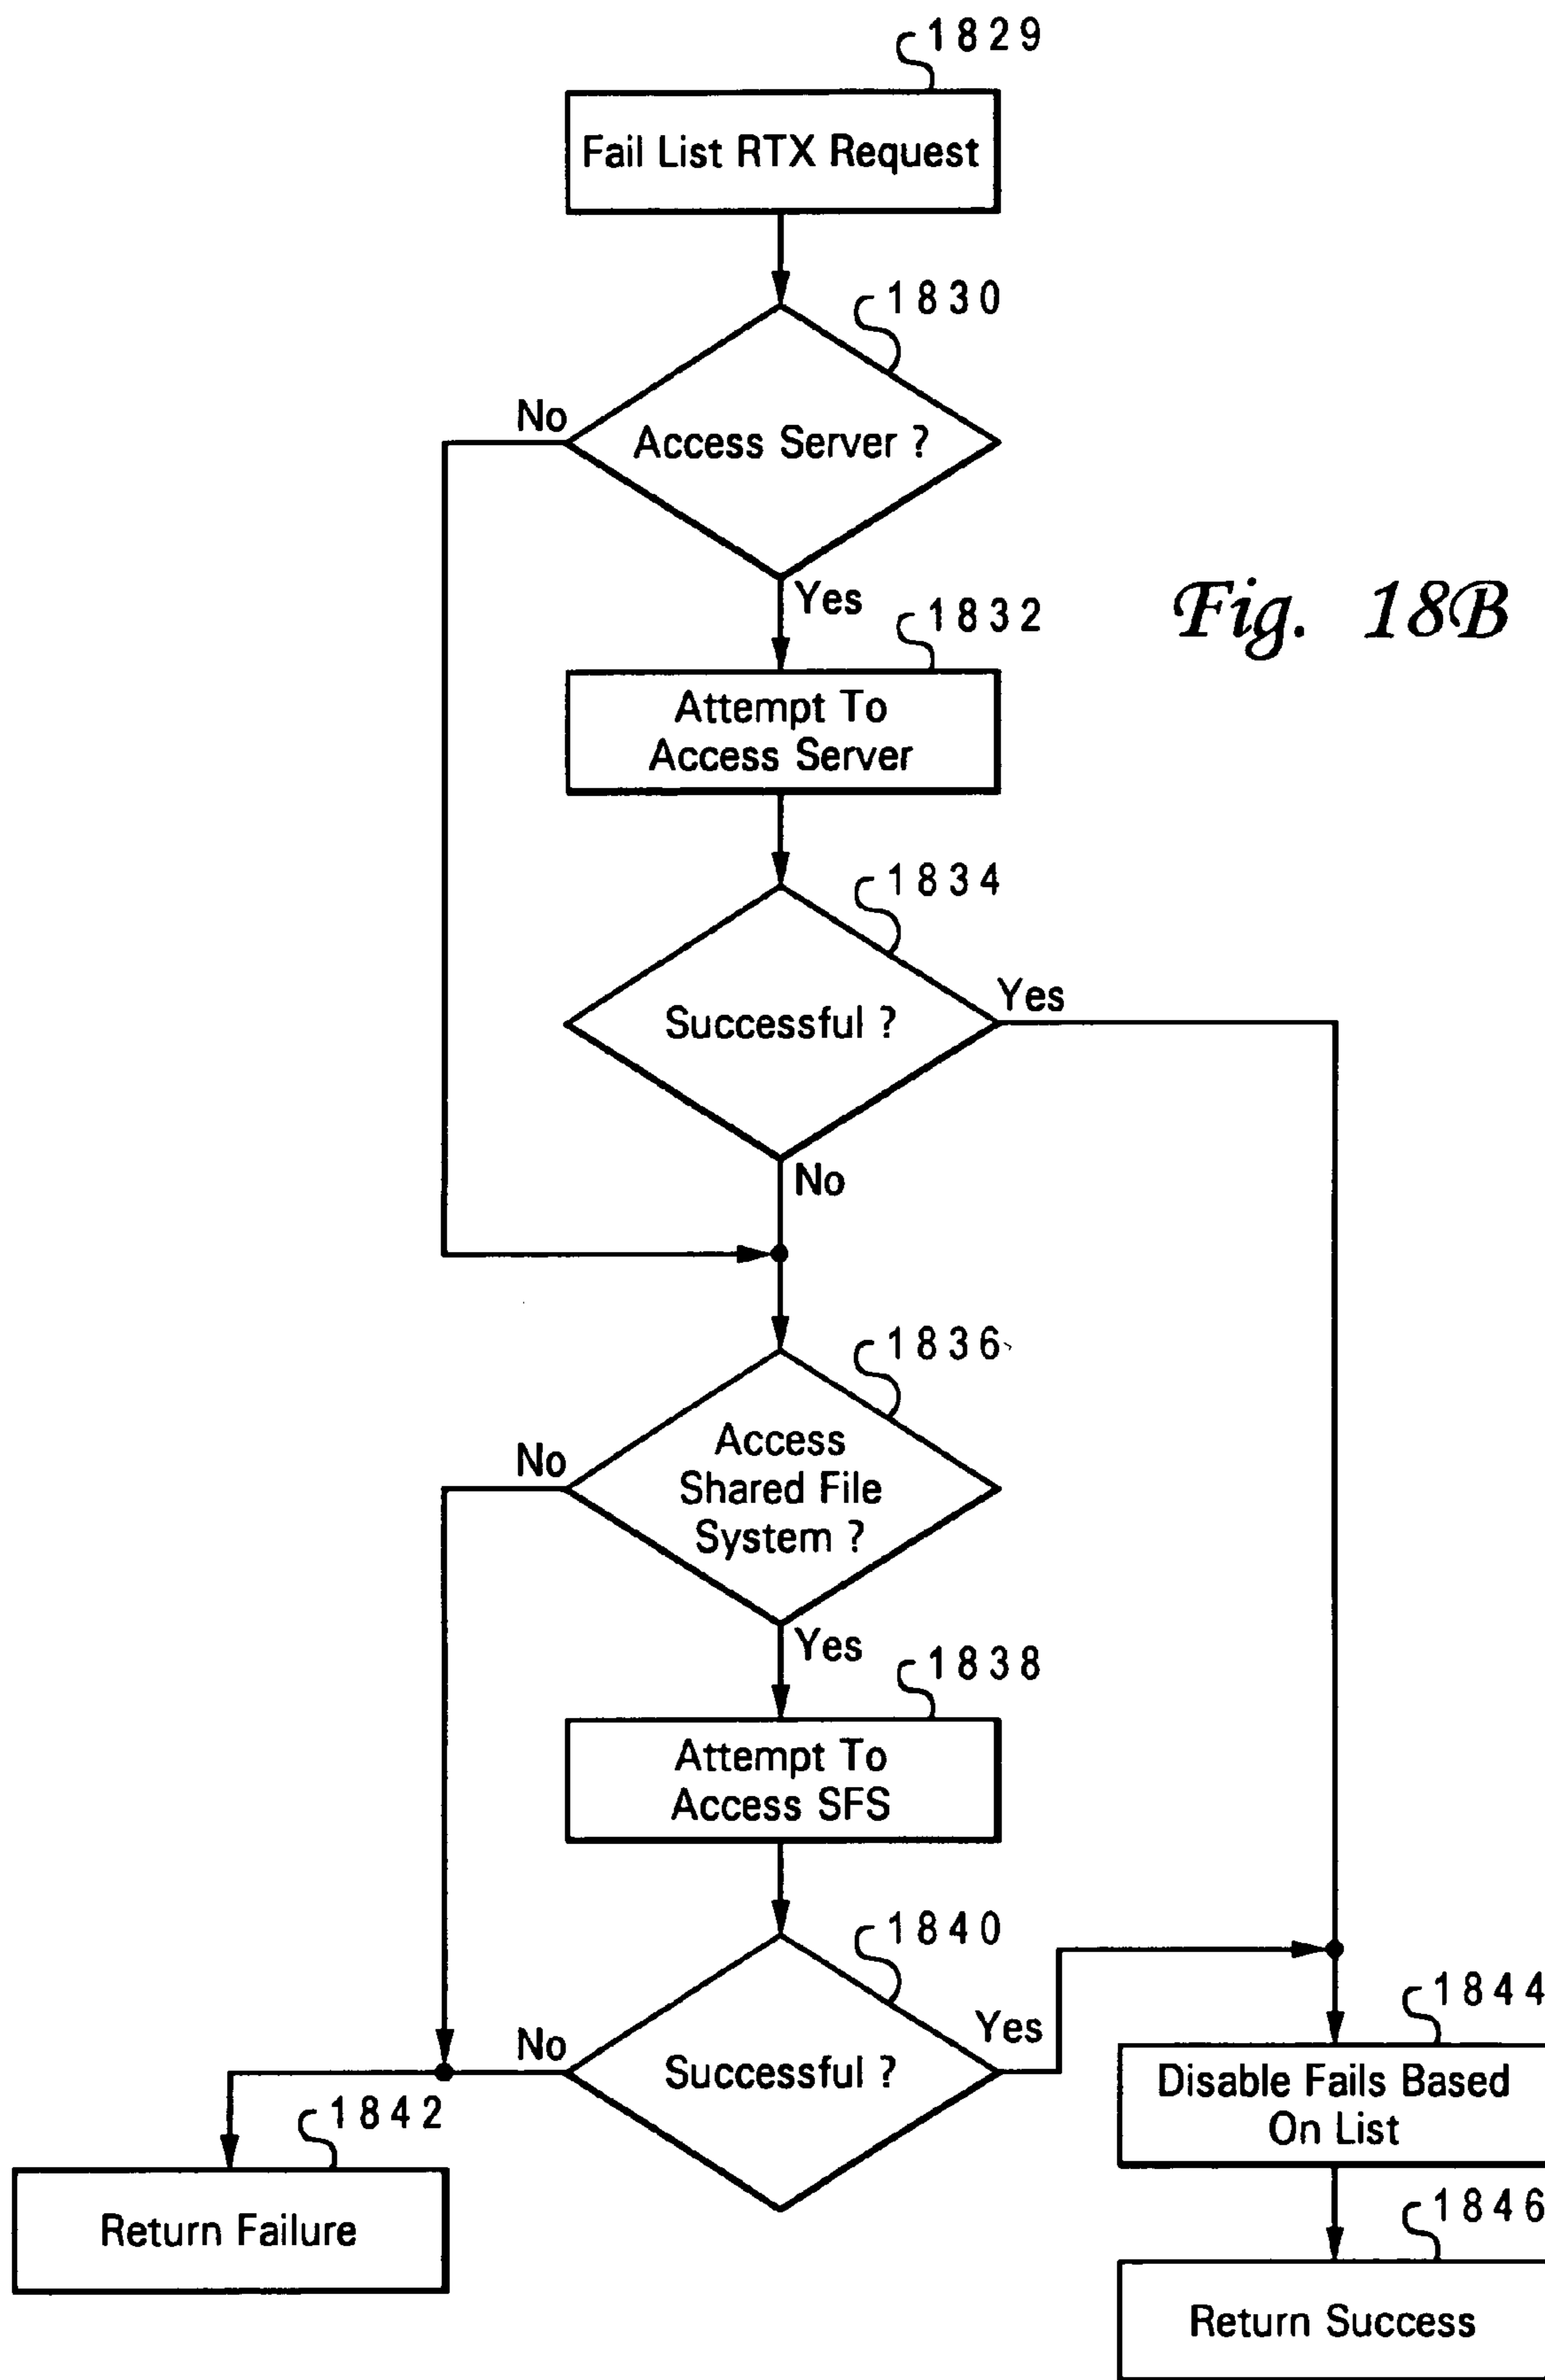 1829
Fail List RTX Request
1830
No
Access Server ?
Yes
1832
Fig. 18B
Attempt To
Access Server
1834
Yes
Successful ?
No
1836
Access
No
Shared File
System ?
Yes
1838
Attempt To
Access SFS
1840
1844
No
Yes
Successful ?
Disable Fails Based
On List
1842
1846
Return Failure
Return Success